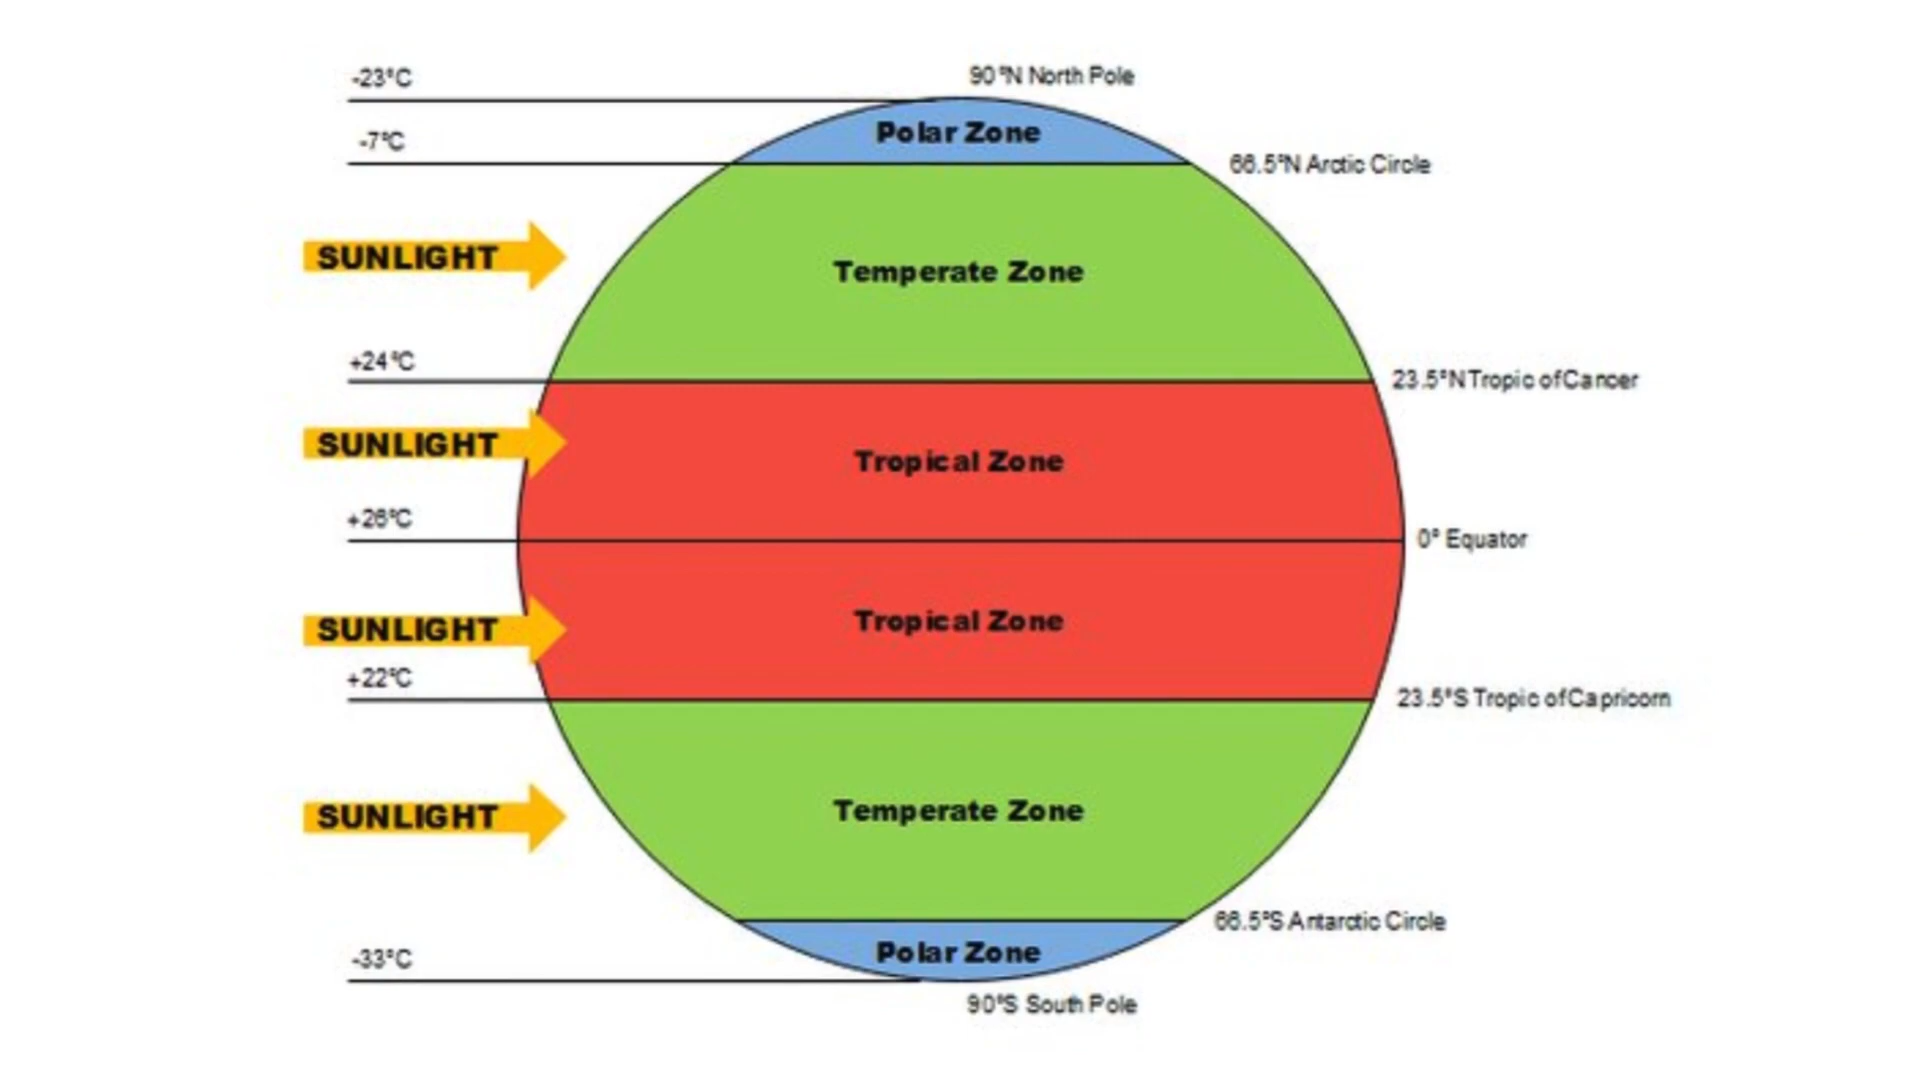 -23°C
90°N North Pole
Polar Zone
-7°C
66.5°N Arctic Circle
SUNLIGHT
Temperate Zone
+24°C
23.5°N Tropic of Cancer
SUNLIGHT
Tropical Zone
+26°C
0° Equator
Tropical Zone
SUNLIGHT
+22°C
23.5°S Tropic of Capricorn
Temperate Zone
SUNLIGHT
66.5°S Antarctic Circle
Polar Zone
-33°C
90°S South Pole